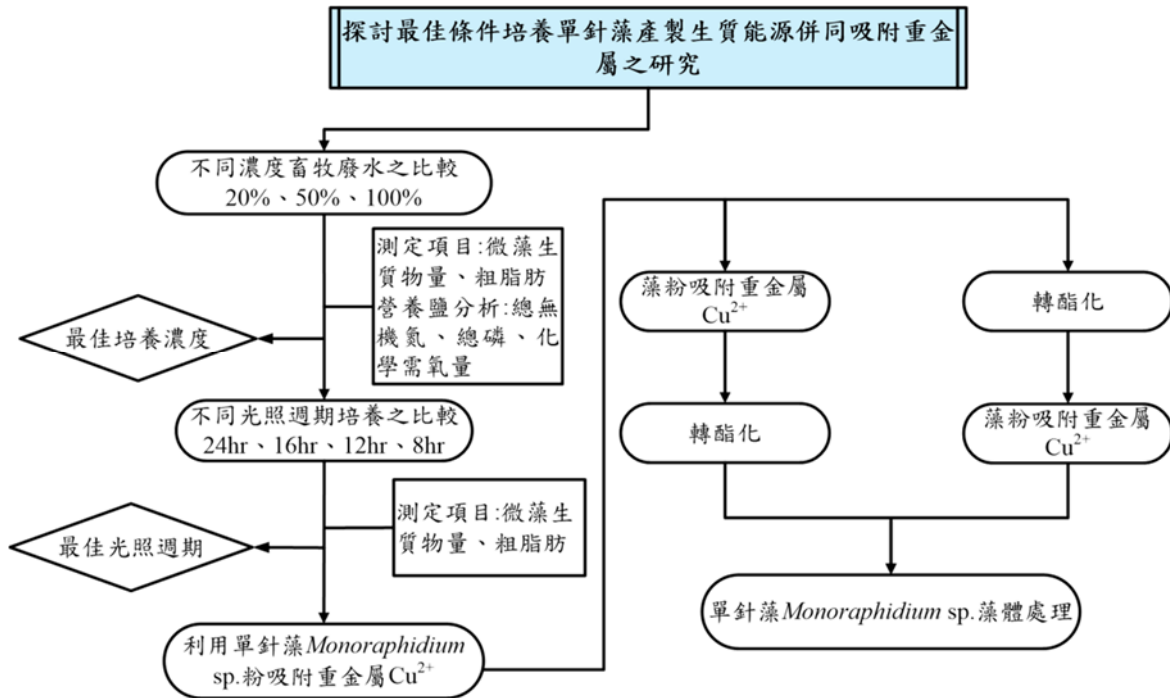 探討最佳條件培養單針藻產製生質能源併同吸附重金
屬之研究
不同濃度畜牧廢水之比較
20%、50%、100%
測定項目:微藻生
質物量、粗脂肪
營養鹽分析:總無
機氮、總磷、化
學需氧量
最佳培養濃度
不同光照週期培養之比較
24hr、16hr、12hr、8hr
測定項目:微藻生
質物量、粗脂肪
最佳光照週期
利用單針藻Monoraphidium
sp.粉吸附重金屬Cu²⁺
藻粉吸附重金屬
Cu²⁺
轉酯化
轉酯化
藻粉吸附重金屬
Cu²⁺
單針藻Monoraphidium sp.藻體處理